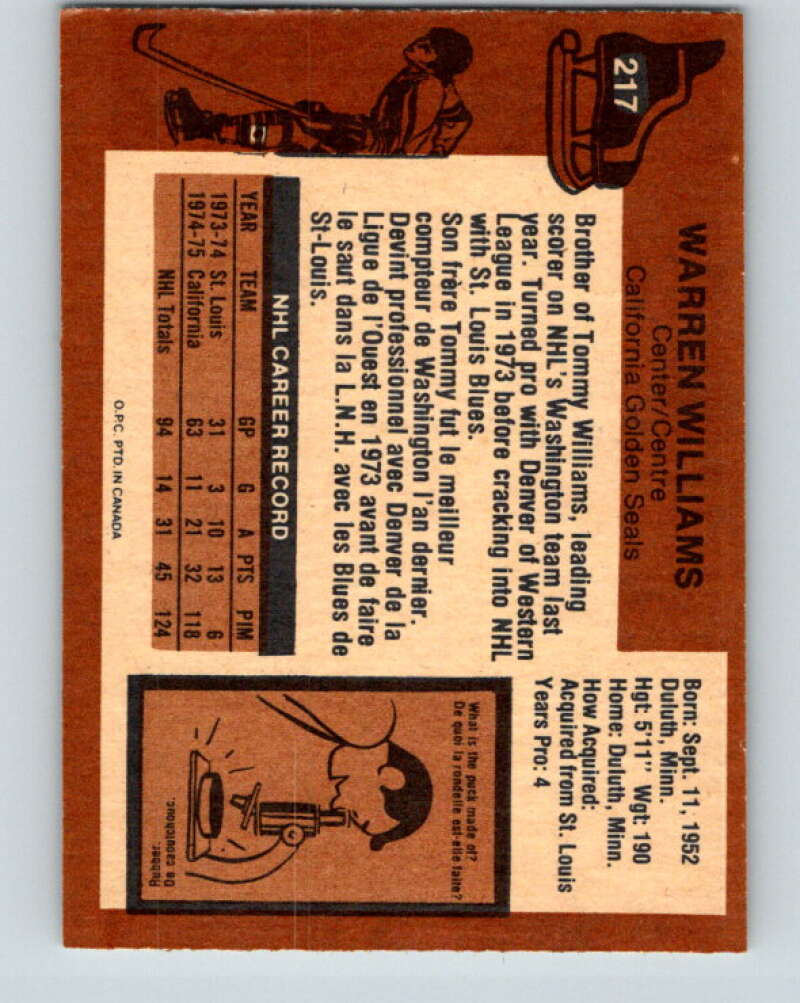 217
WARREN WILLIAMS
Center/Centre
California Golden Seals
Born: Sept. 11, 1952
Duluth, Minn.
Hgt: 5'11" Wgt: 190
Home: Duluth, Minn.
How Acquired:
Acquired from St. Louis
Years Pro: 4
Brother of Tommy Williams, leading
scorer on NHL's Washington team last
year. Turned pro with Denver of Western
League in 1973 before cracking into NHL
with St. Louis Blues.
Son frère Tommy fut le meilleur
compteur de Washington l'an dernier.
Devint professionnel avec Denver de la
Ligue de l'Ouest en 1973 avant de faire
le saut dans la L.N.H. avec les Blues de
St-Louis.
NHL CAREER RECORD
YEAR TEAM GP G A PTS PIM
1973-74 St. Louis 31 3 10 13 6
1974-75 California 63 11 21 32 118
NHL Totals 94 14 31 45 124
What is the puck made of?
De quoi la rondelle est-elle faite?
Rubber.
De caoutchouc.
O.P.C. PTD. IN CANADA